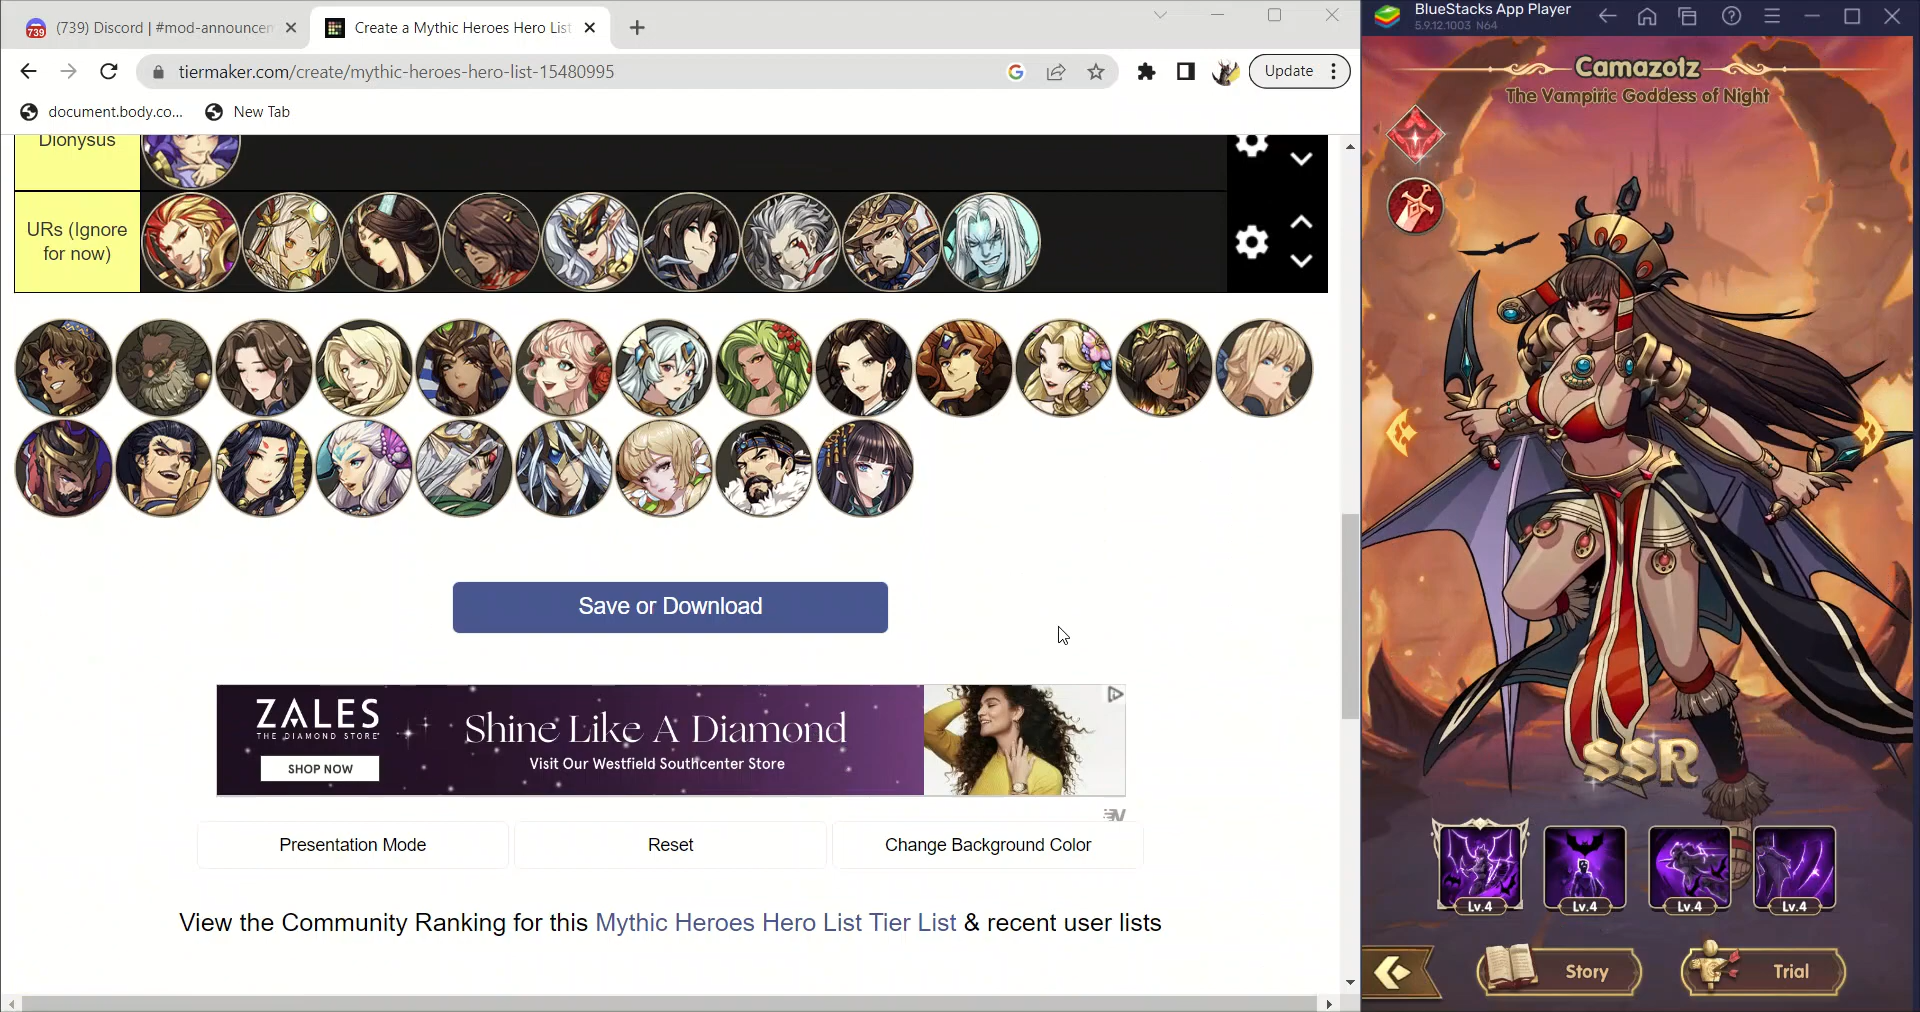 (739) Discord | #mod-announcem
Create a Mythic Heroes Hero List
739
tiermaker.com/create/mythic-heroes-hero-list-15480995
Update
document.body.co...
New Tab
Dionysus
URs (Ignore
for now)
Save or Download
ZALES
THE DIAMOND STORE
SHOP NOW
Shine Like A Diamond
Visit Our Westfield Southcenter Store
Presentation Mode
Reset
Change Background Color
View the Community Ranking for this Mythic Heroes Hero List Tier List & recent user lists
BlueStacks App Player
5.9.12.1003 N64
Camazotz
The Vampiric Goddess of Night
SSR
Lv.4
Lv.4
Lv.4
Lv.4
Story
Trial